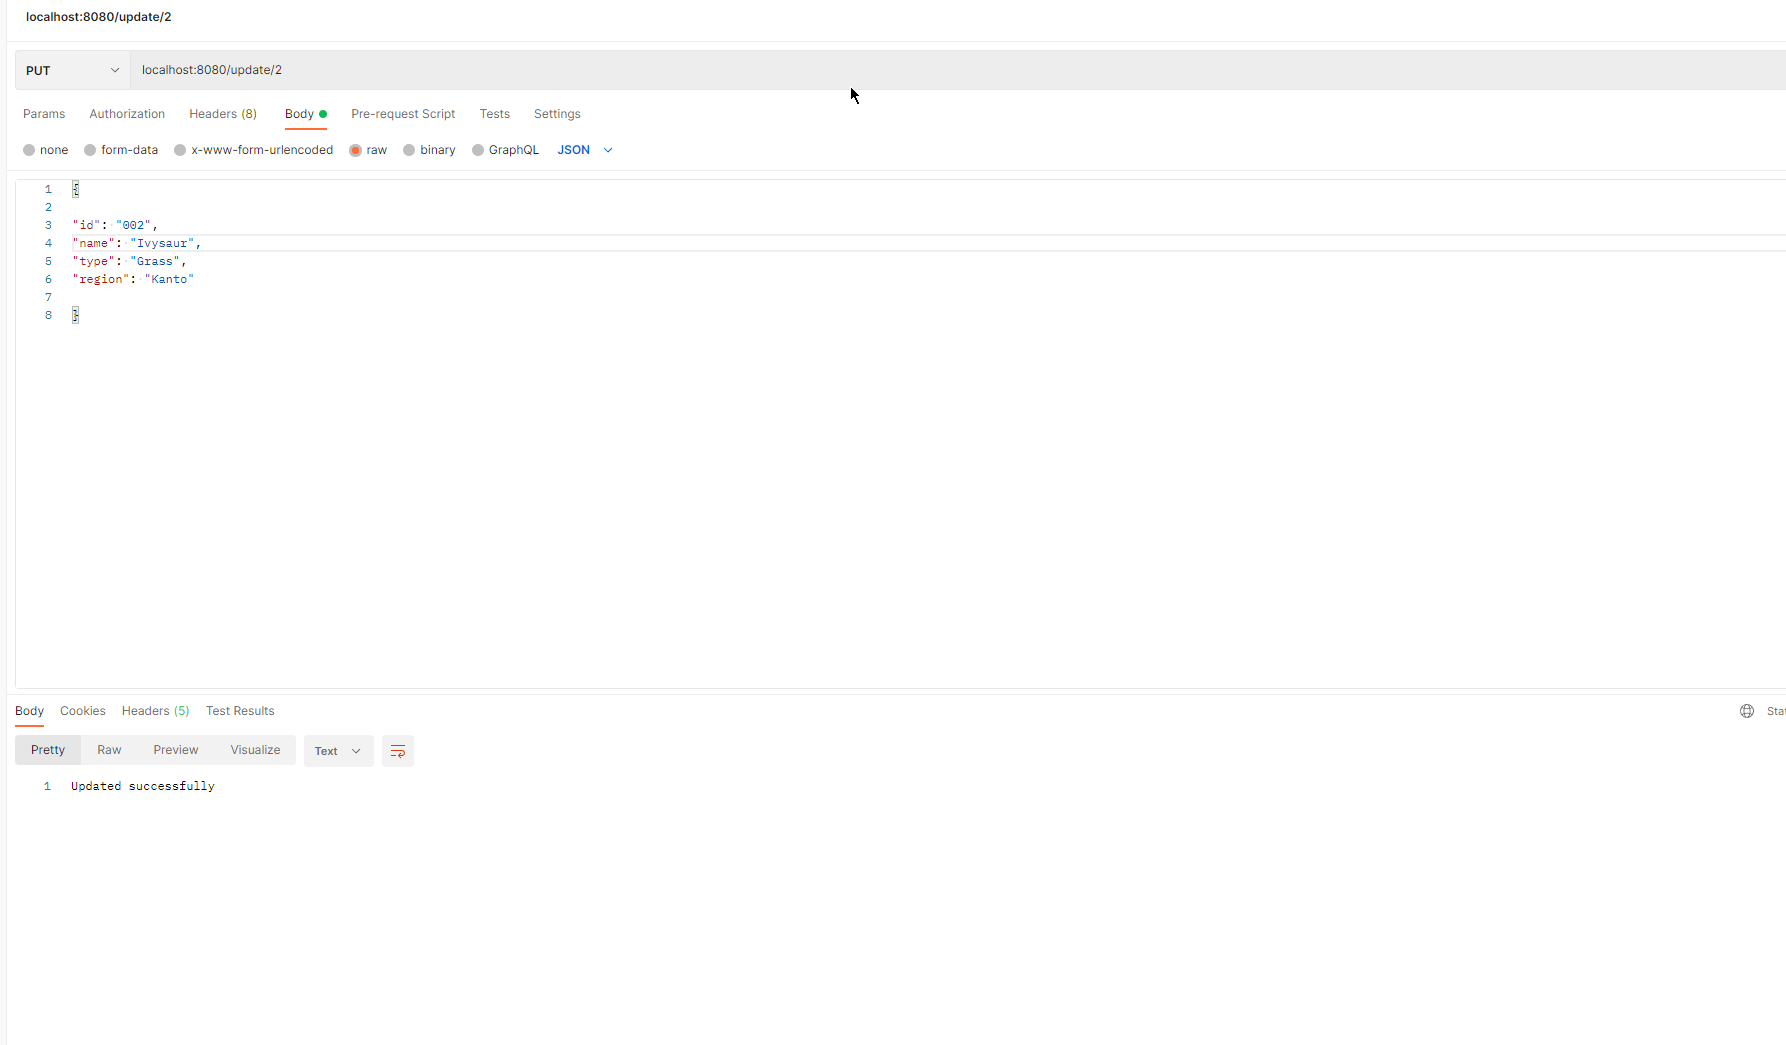 localhost:8080/update/2
PUT localhost:8080/update/2
Params Authorization Headers (8) Body Pre-request Script Tests Settings
none form-data x-www-form-urlencoded raw binary GraphQL JSON
1 {
2
3 "id": "002",
4 "name": "Ivysaur",
5 "type": "Grass",
6 "region": "Kanto"
7
8 }
Body Cookies Headers (5) Test Results Stat
Pretty Raw Preview Visualize Text
1 Updated successfully